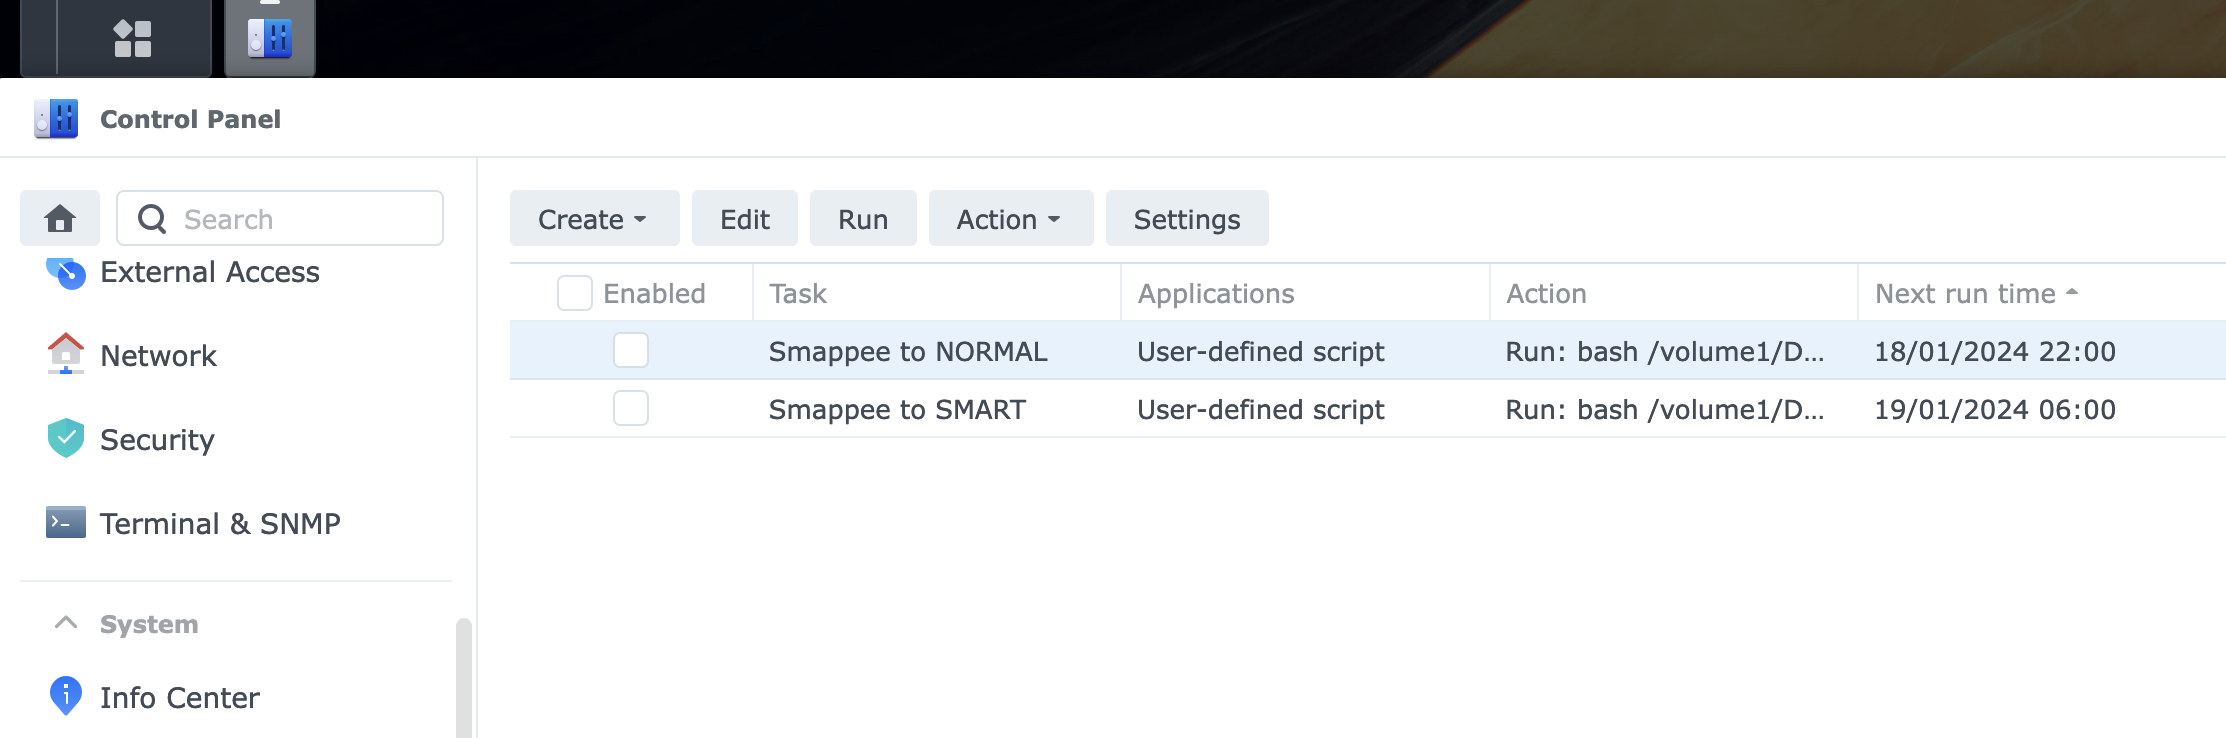 Control Panel
Search
External Access
Network
Security
Terminal & SNMP
System
Info Center
Create Edit Run Action Settings
Enabled Task Applications Action Next run time
Smappee to NORMAL User-defined script Run: bash /volume1/D... 18/01/2024 22:00
Smappee to SMART User-defined script Run: bash /volume1/D... 19/01/2024 06:00